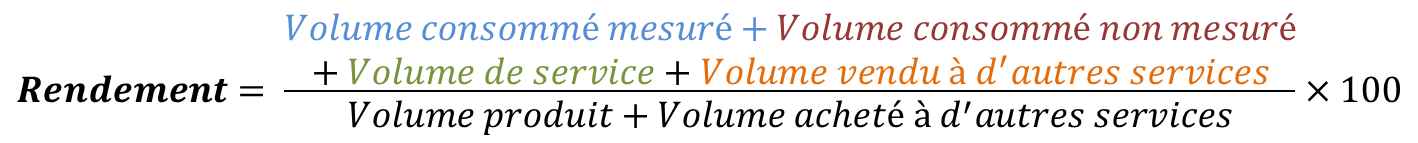 Volume consommé mesuré + Volume consommé non mesuré
+ Volume de service + Volume vendu à d'autres services
Rendement = × 100
Volume produit + Volume acheté à d'autres services